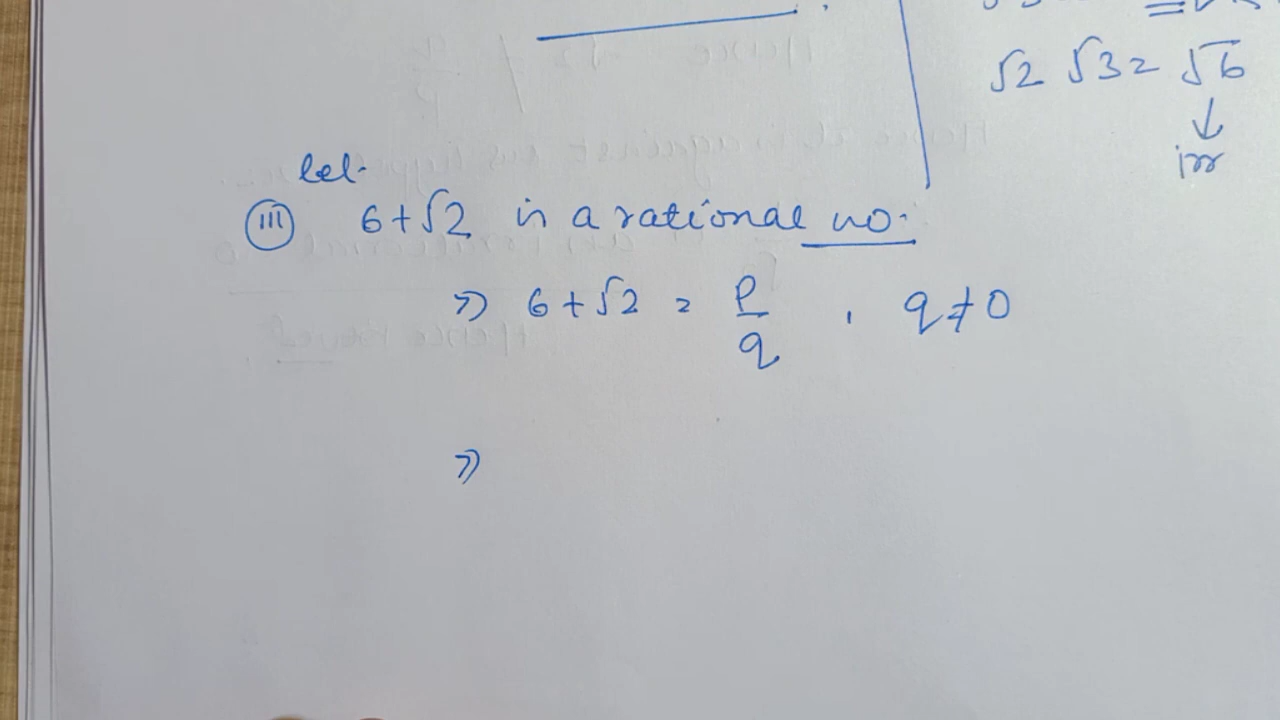 √2 √3 = √6
↓
irr
let
(iii) 6+√2 is a rational no.
⇒ 6+√2 = p/q , q≠0
⇒